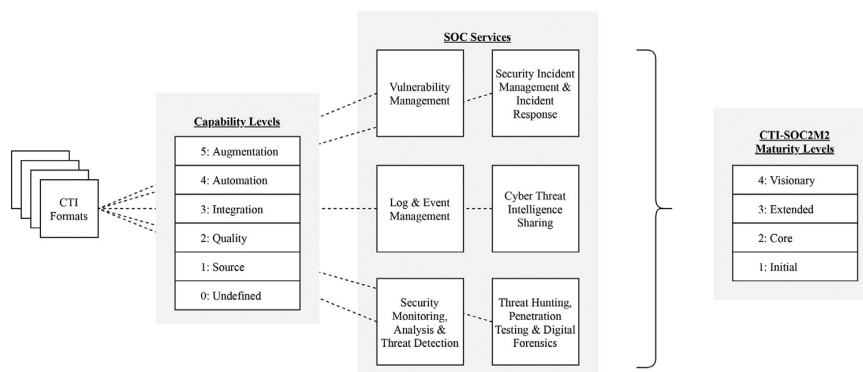 CTI
Formats
Capability Levels
5: Augmentation
4: Automation
3: Integration
2: Quality
1: Source
0: Undefined
SOC Services
Vulnerability
Management
Security Incident
Management &
Incident
Response
Log & Event
Management
Cyber Threat
Intelligence
Sharing
Security
Monitoring,
Analysis &
Threat Detection
Threat Hunting,
Penetration
Testing & Digital
Forensics
CTI-SOC2M2
Maturity Levels
4: Visionary
3: Extended
2: Core
1: Initial